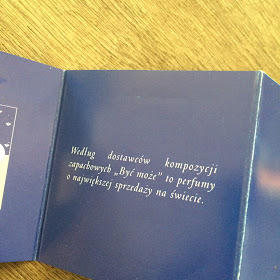 Według dostawców kompozycji
zapachowych „Być może” to perfumy
o największej sprzedaży na świecie.